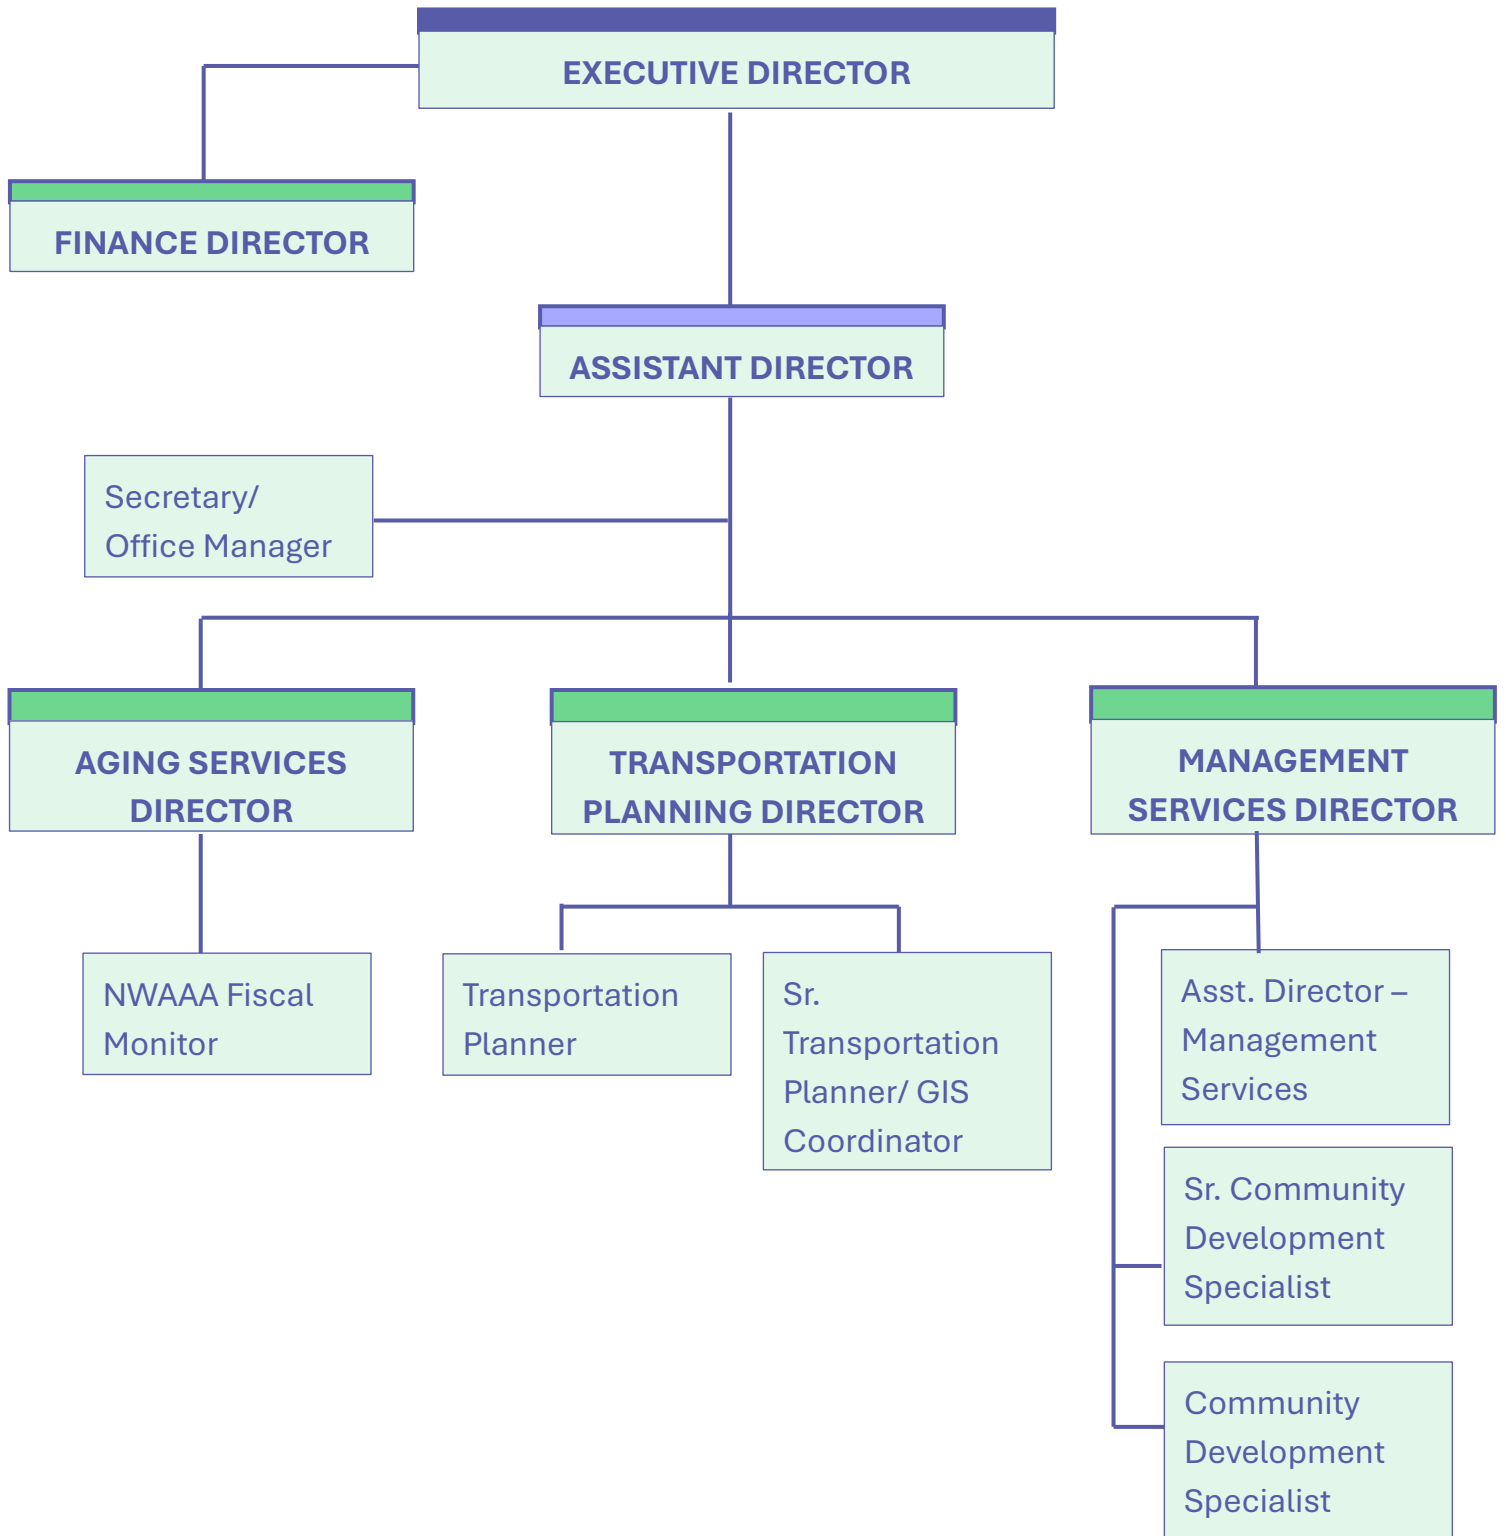 EXECUTIVE DIRECTOR
FINANCE DIRECTOR
ASSISTANT DIRECTOR
Secretary/
Office Manager
AGING SERVICES
DIRECTOR
TRANSPORTATION
PLANNING DIRECTOR
MANAGEMENT
SERVICES DIRECTOR
NWAAA Fiscal
Monitor
Transportation
Planner
Sr.
Transportation
Planner/ GIS
Coordinator
Asst. Director –
Management
Services
Sr. Community
Development
Specialist
Community
Development
Specialist